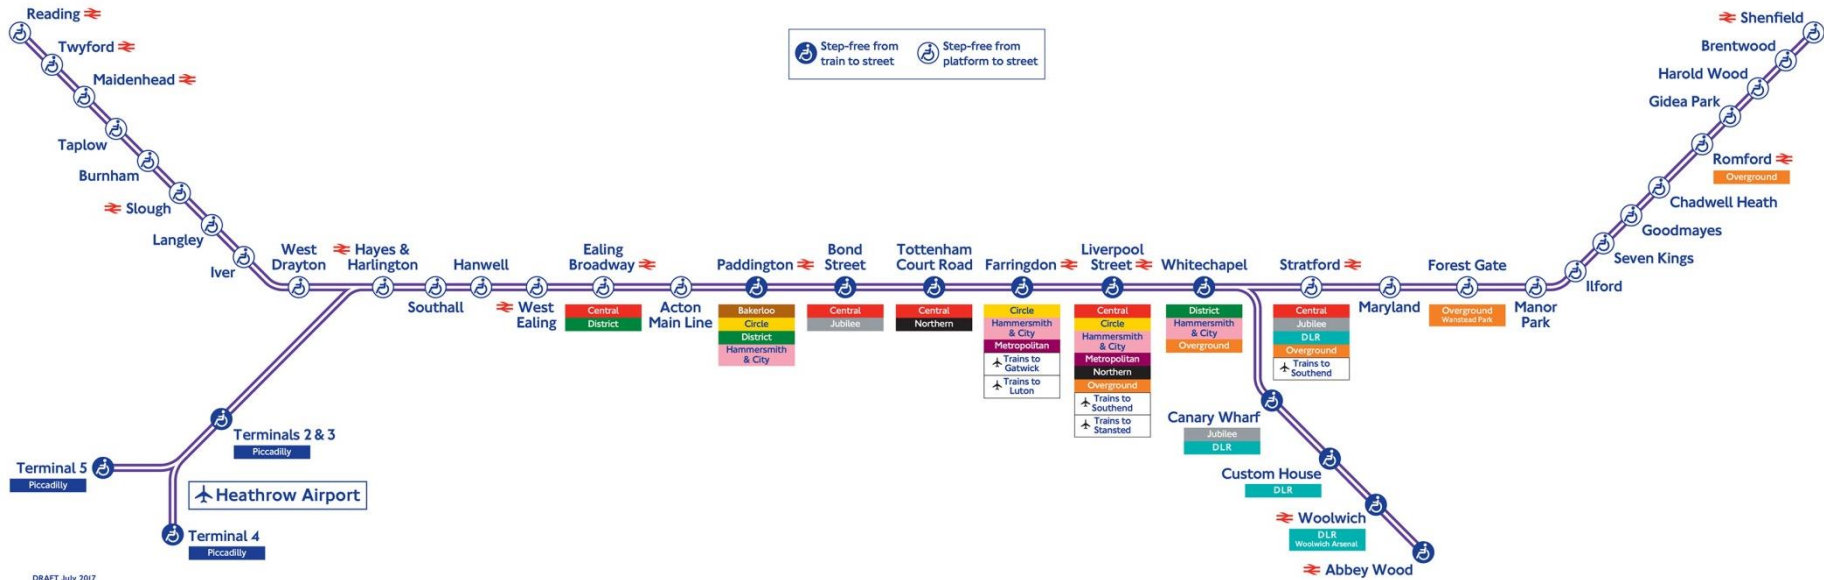 Reading
Twyford
Maidenhead
Taplow
Burnham
Slough
Langley
Iver
West
Drayton
Hayes &
Harlington
Southall
Hanwell
West
Ealing
Ealing
Broadway
Central
District
Acton
Main Line
Paddington
Bakerloo
Circle
District
Hammersmith
& City
Bond
Street
Central
Jubilee
Tottenham
Court Road
Central
Northern
Farringdon
Circle
Hammersmith
& City
Metropolitan
Trains to
Gatwick
Trains to
Luton
Liverpool
Street
Central
Circle
Hammersmith
& City
Metropolitan
Northern
Overground
Trains to
Southend
Trains to
Stansted
Whitechapel
District
Hammersmith
& City
Overground
Stratford
Central
Jubilee
DLR
Overground
Trains to
Southend
Maryland
Forest Gate
Overground
Wanstead Park
Manor
Park
Ilford
Seven Kings
Goodmayes
Chadwell Heath
Romford
Overground
Gidea Park
Harold Wood
Brentwood
Shenfield
Step-free from
train to street
Step-free from
platform to street
Canary Wharf
Jubilee
DLR
Custom House
DLR
Woolwich
DLR
Woolwich Arsenal
Abbey Wood
Terminals 2 & 3
Piccadilly
Terminal 5
Piccadilly
Heathrow Airport
Terminal 4
Piccadilly
DRAFT July 2017